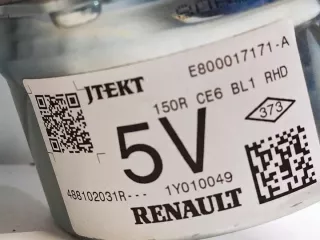 JTEKT
E800017171-A
150R CE6 BL1 RHD
373
5V
488102031R---
1Y010049
RENAULT